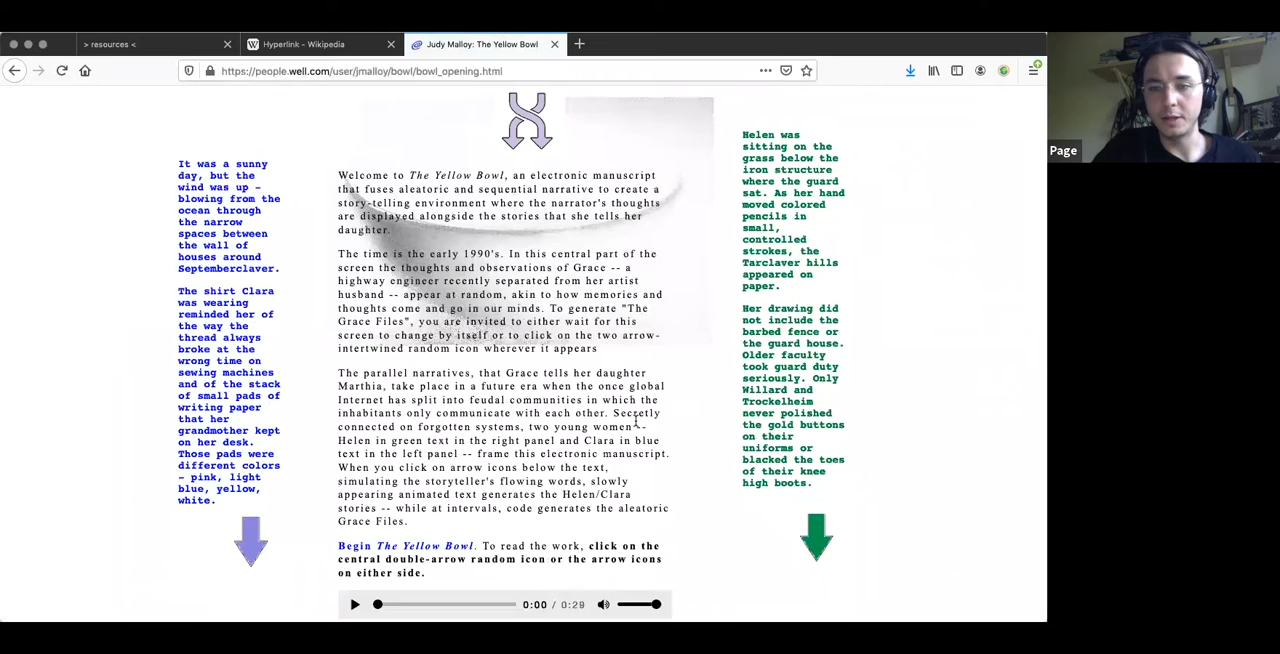 > resources <
Hyperlink - Wikipedia
Judy Malloy: The Yellow Bowl
https://people.well.com/user/jmalloy/bowl/bowl_opening.html
Page
It was a sunny
day, but the
wind was up –
blowing from the
ocean through
the narrow
spaces between
the wall of
houses around
Septemberclaver.
The shirt Clara
was wearing
reminded her of
the way the
thread always
broke at the
wrong time on
sewing machines
and of the stack
of small pads of
writing paper
that her
grandmother kept
on her desk.
Those pads were
different colors
– pink, light
blue, yellow,
white.
Welcome to The Yellow Bowl, an electronic manuscript
that fuses aleatoric and sequential narrative to create a
story-telling environment where the narrator's thoughts
are displayed alongside the stories that she tells her
daughter.
The time is the early 1990's. In this central part of the
screen the thoughts and observations of Grace -- a
highway engineer recently separated from her artist
husband -- appear at random, akin to how memories and
thoughts come and go in our minds. To generate "The
Grace Files", you are invited to either wait for this
screen to change by itself or to click on the two arrow-
intertwined random icon wherever it appears
The parallel narratives, that Grace tells her daughter
Marthia, take place in a future era when the once global
Internet has split into feudal communities in which the
inhabitants only communicate with each other. Secretly
connected on forgotten systems, two young women --
Helen in green text in the right panel and Clara in blue
text in the left panel -- frame this electronic manuscript.
When you click on arrow icons below the text,
simulating the storyteller's flowing words, slowly
appearing animated text generates the Helen/Clara
stories -- while at intervals, code generates the aleatoric
Grace Files.
Begin The Yellow Bowl. To read the work, click on the
central double-arrow random icon or the arrow icons
on either side.
0:00 / 0:29
Helen was
sitting on the
grass below the
iron structure
where the guard
sat. As her hand
moved colored
pencils in
small,
controlled
strokes, the
Tarclaver hills
appeared on
paper.
Her drawing did
not include the
barbed fence or
the guard house.
Older faculty
took guard duty
seriously. Only
Willard and
Trockelheim
never polished
the gold buttons
on their
uniforms or
blacked the toes
of their knee
high boots.